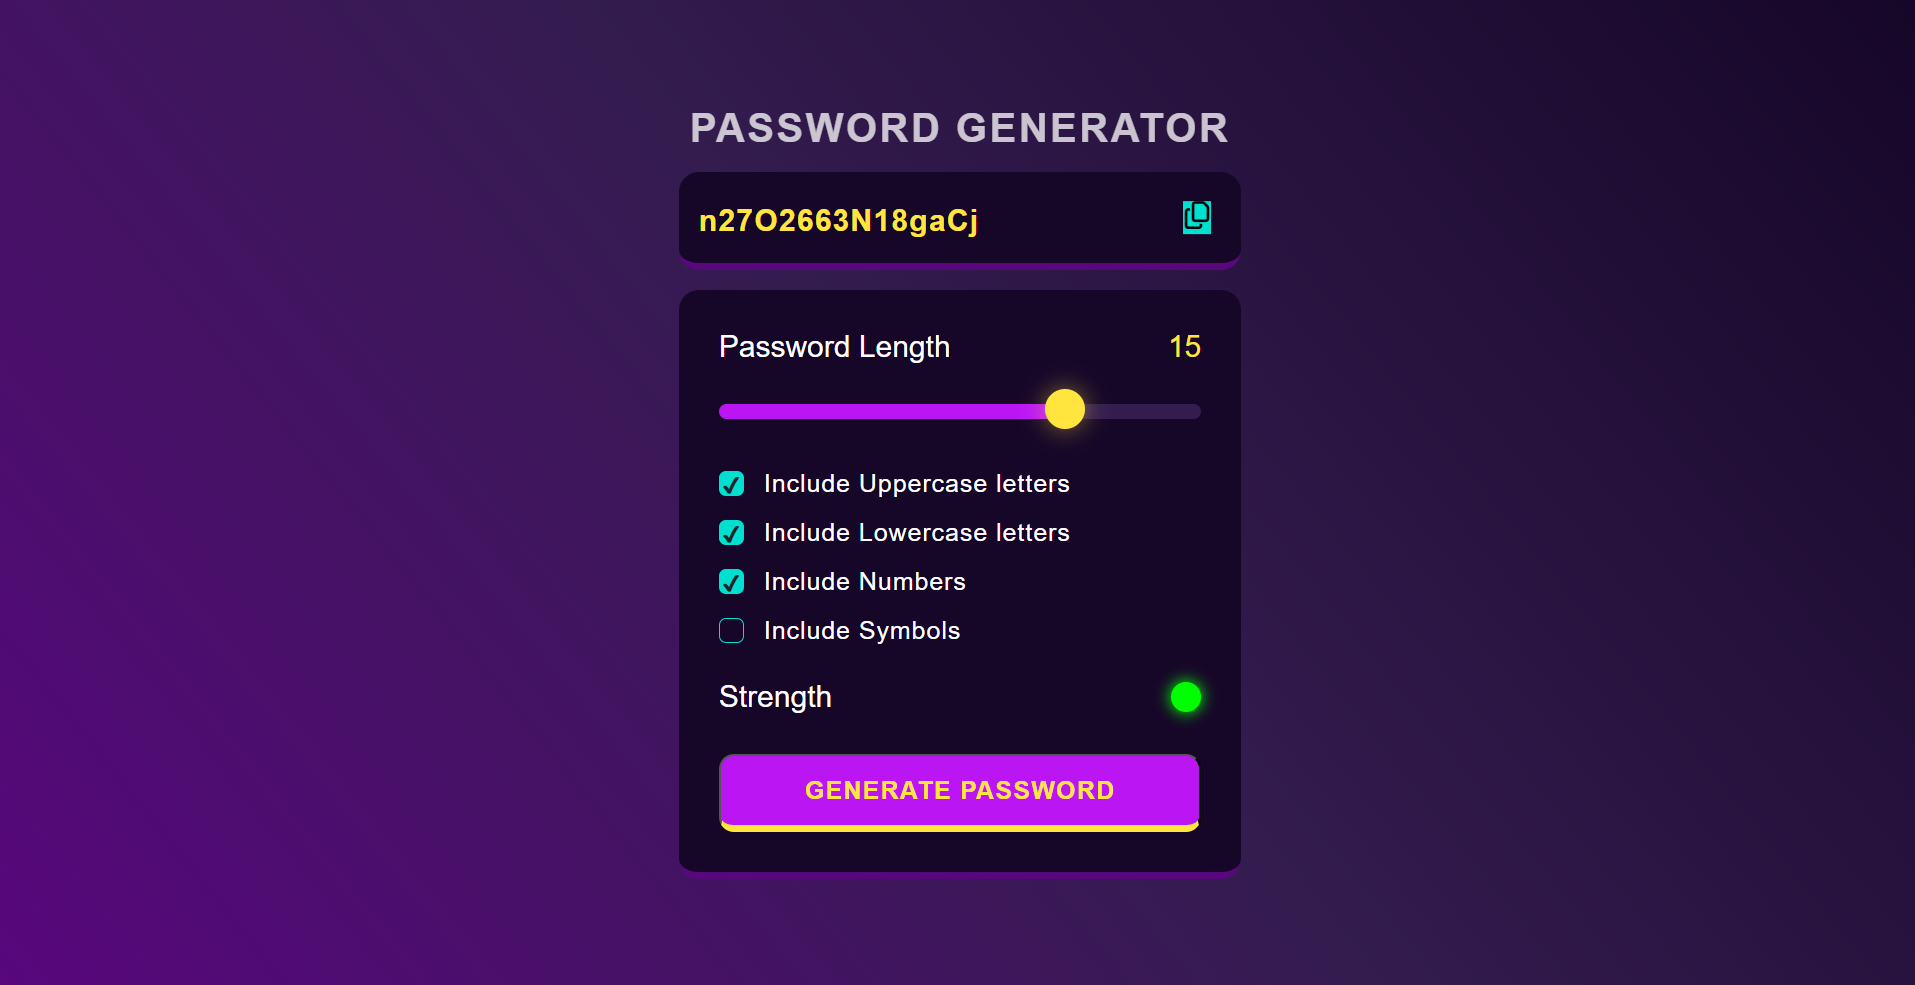 PASSWORD GENERATOR
n27O2663N18gaCj
Password Length 15
Include Uppercase letters
Include Lowercase letters
Include Numbers
Include Symbols
Strength
GENERATE PASSWORD